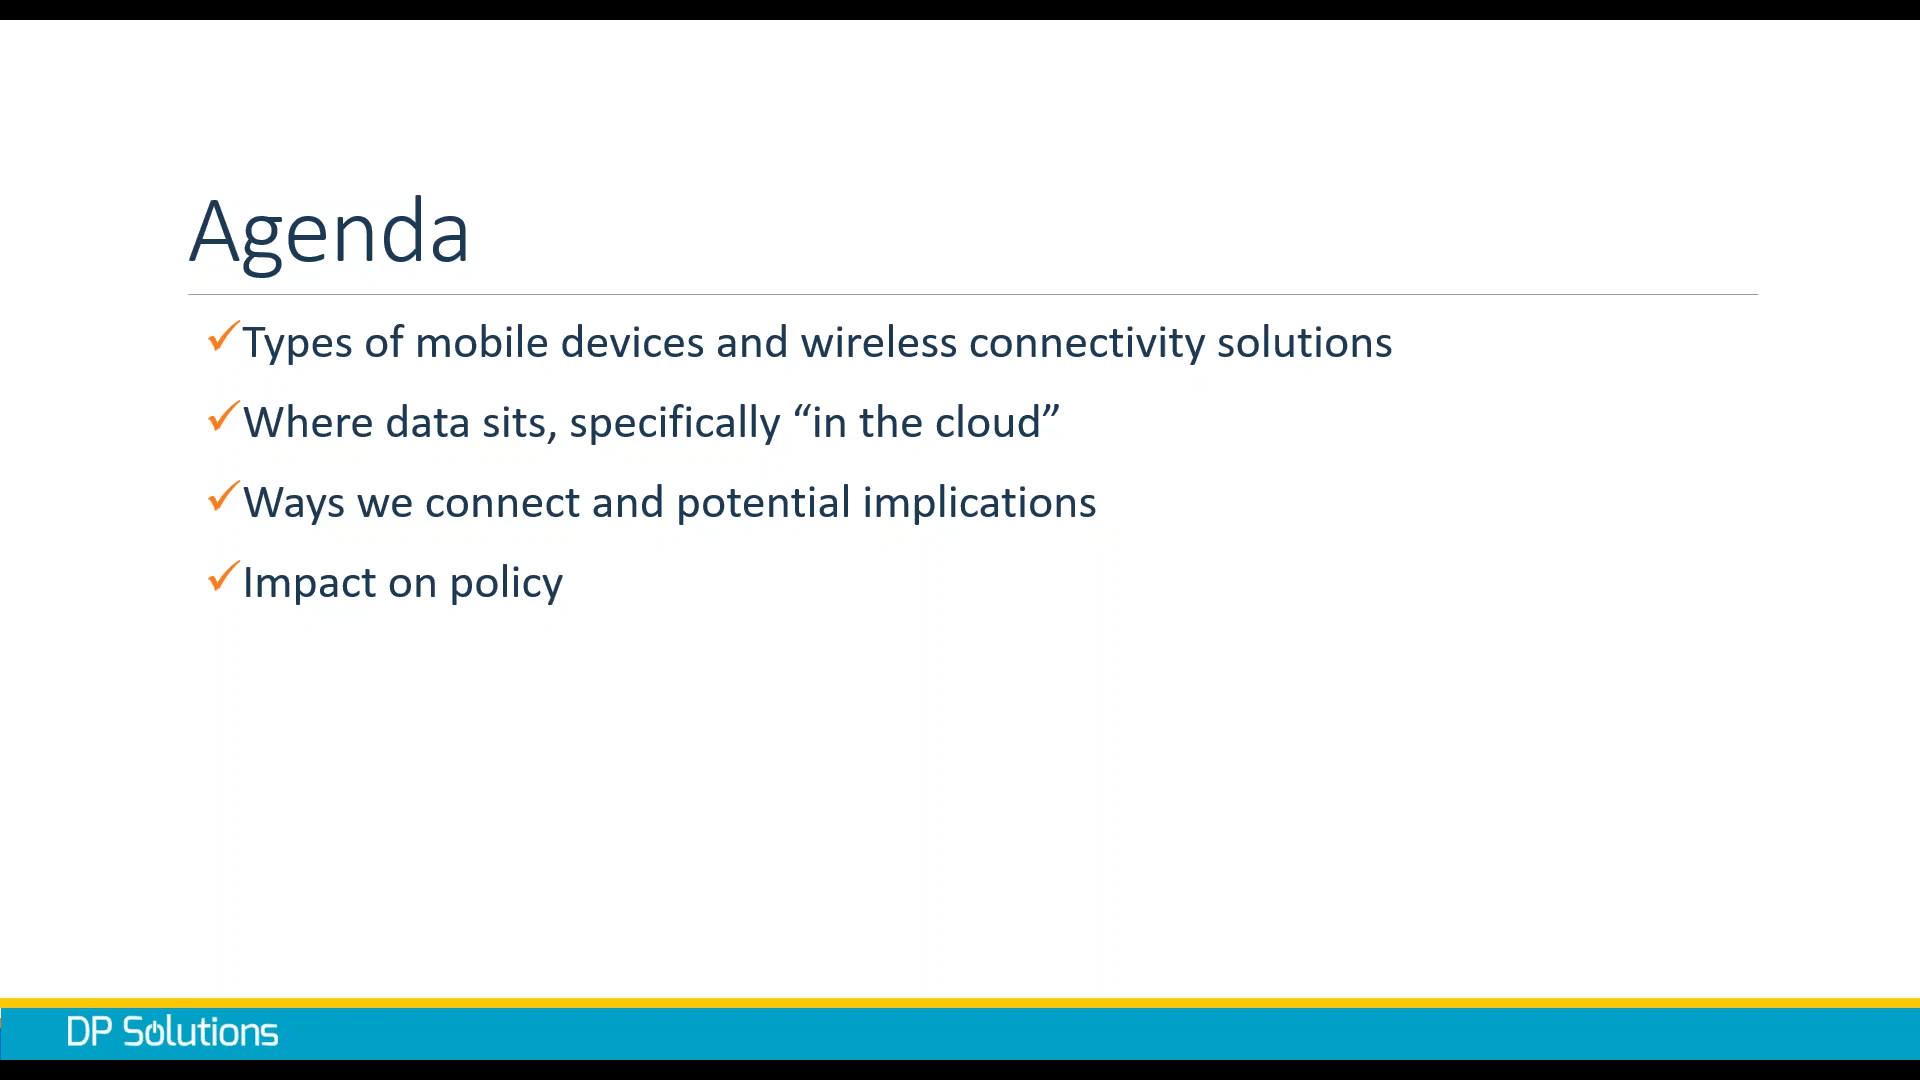 Agenda
Types of mobile devices and wireless connectivity solutions
Where data sits, specifically “in the cloud”
Ways we connect and potential implications
Impact on policy
DP Solutions